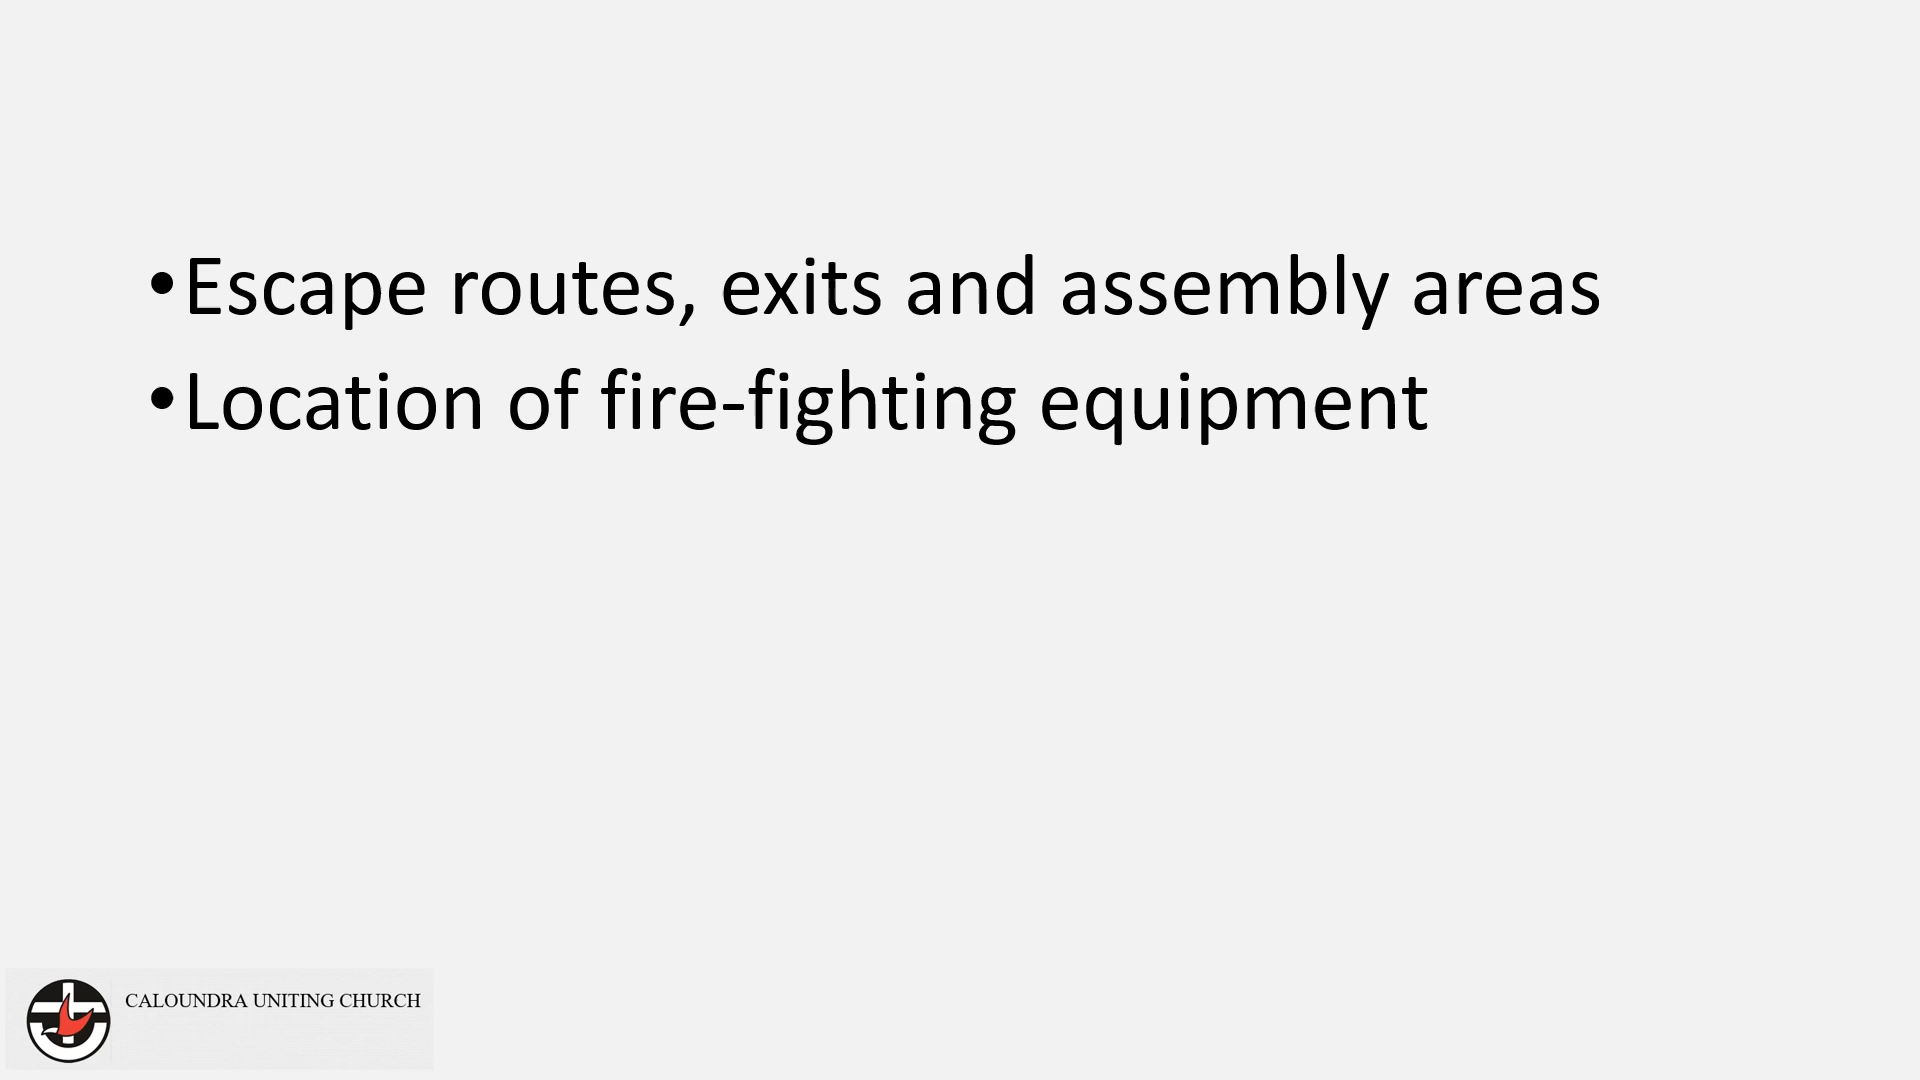 •Escape routes, exits and assembly areas
•Location of fire-fighting equipment
CALOUNDRA UNITING CHURCH